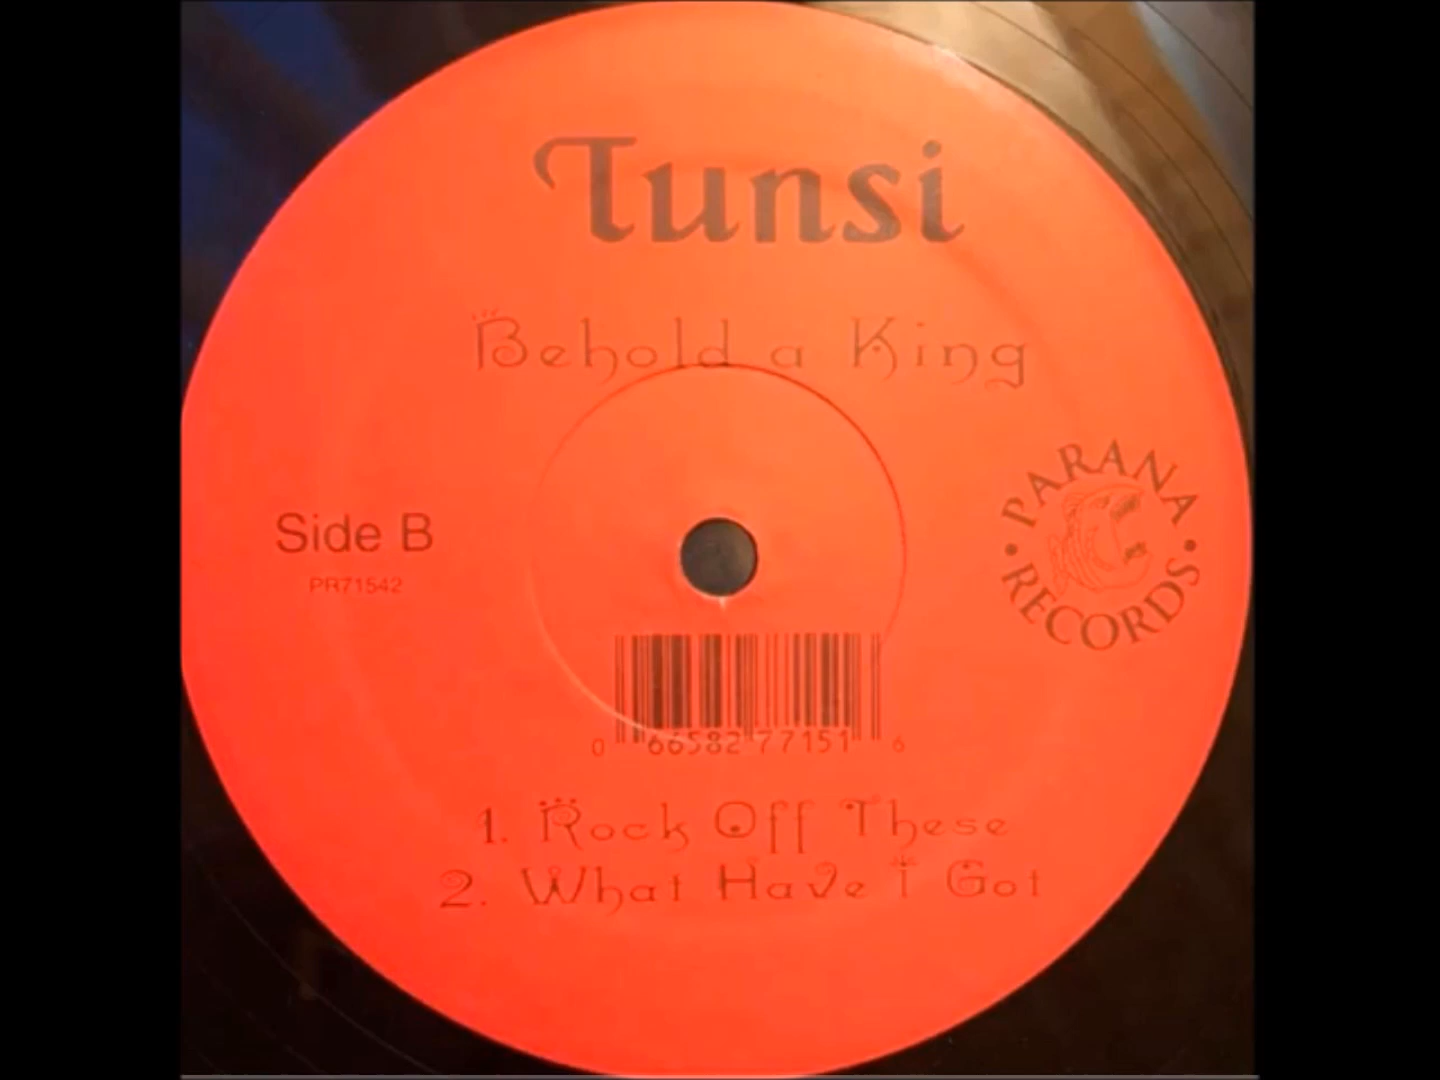 Tunsi
Behold a King
PARANA
RECORDS
Side B
PR71542
0 66582 77151 6
1. Rock Off These
2. What Have I Got